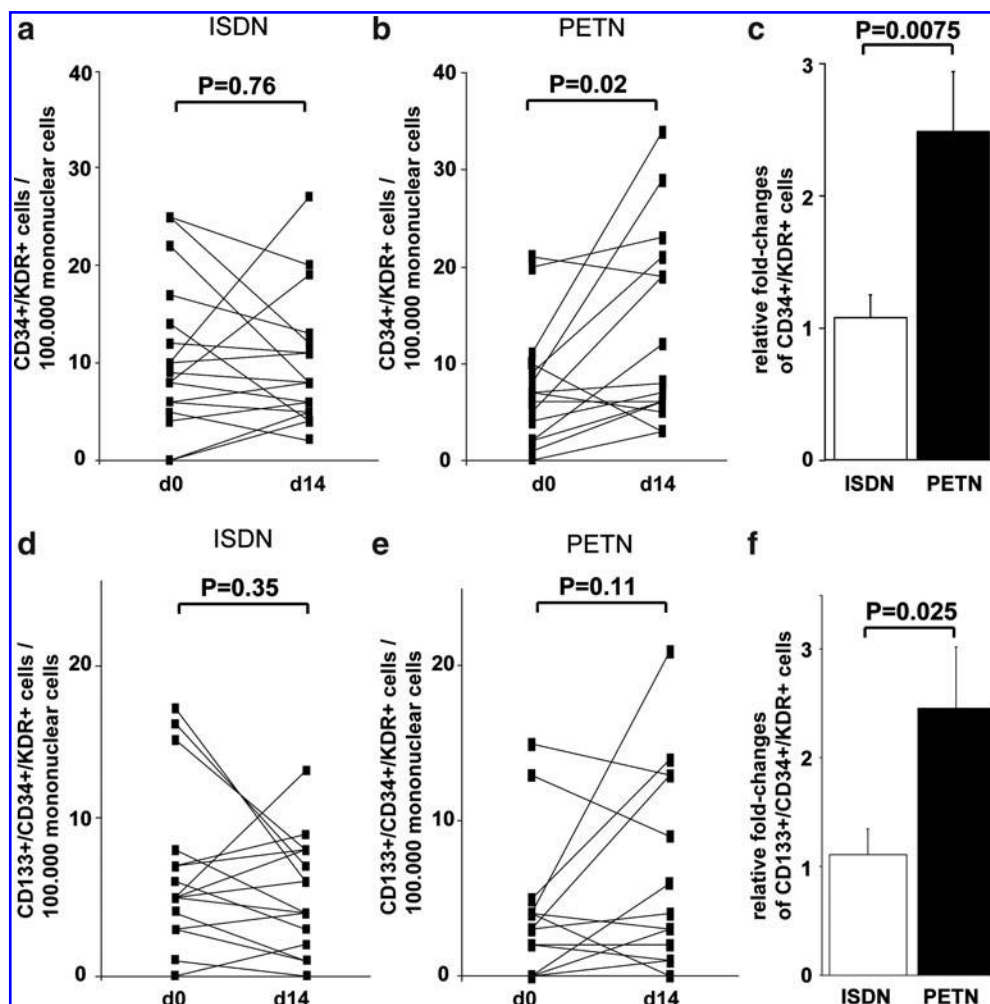 a
ISDN
P=0.76
CD34+/KDR+ cells /
100.000 mononuclear cells
40
30
20
10
0
d0
d14
b
PETN
P=0.02
CD34+/KDR+ cells /
100.000 mononuclear cells
40
30
20
10
0
d0
d14
c
P=0.0075
relative fold-changes
of CD34+/KDR+ cells
3
2
1
0
ISDN
PETN
d
ISDN
P=0.35
CD133+/CD34+/KDR+ cells /
100.000 mononuclear cells
20
10
0
d0
d14
e
PETN
P=0.11
CD133+/CD34+/KDR+ cells /
100.000 mononuclear cells
20
10
0
d0
d14
f
P=0.025
relative fold-changes
of CD133+/CD34+/KDR+ cells
3
2
1
0
ISDN
PETN